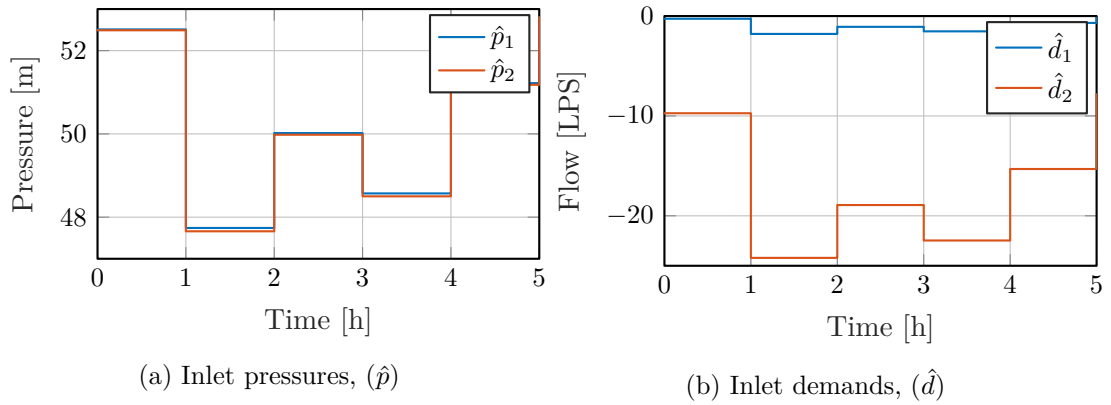 52
50
48
Pressure [m]
p̂₁
p̂₂
0 1 2 3 4 5
Time [h]
(a) Inlet pressures, (p̂)
0
−10
−20
Flow [LPS]
d̂₁
d̂₂
0 1 2 3 4 5
Time [h]
(b) Inlet demands, (d̂)